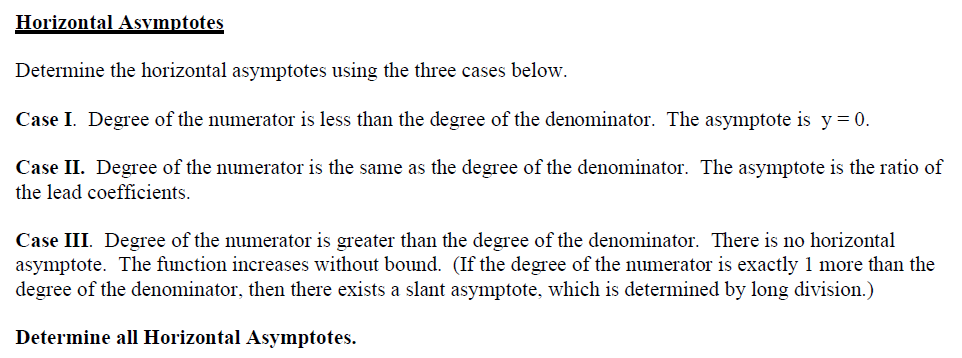 Horizontal Asymptotes
Determine the horizontal asymptotes using the three cases below.
Case I. Degree of the numerator is less than the degree of the denominator. The asymptote is y = 0.
Case II. Degree of the numerator is the same as the degree of the denominator. The asymptote is the ratio of
the lead coefficients.
Case III. Degree of the numerator is greater than the degree of the denominator. There is no horizontal
asymptote. The function increases without bound. (If the degree of the numerator is exactly 1 more than the
degree of the denominator, then there exists a slant asymptote, which is determined by long division.)
Determine all Horizontal Asymptotes.